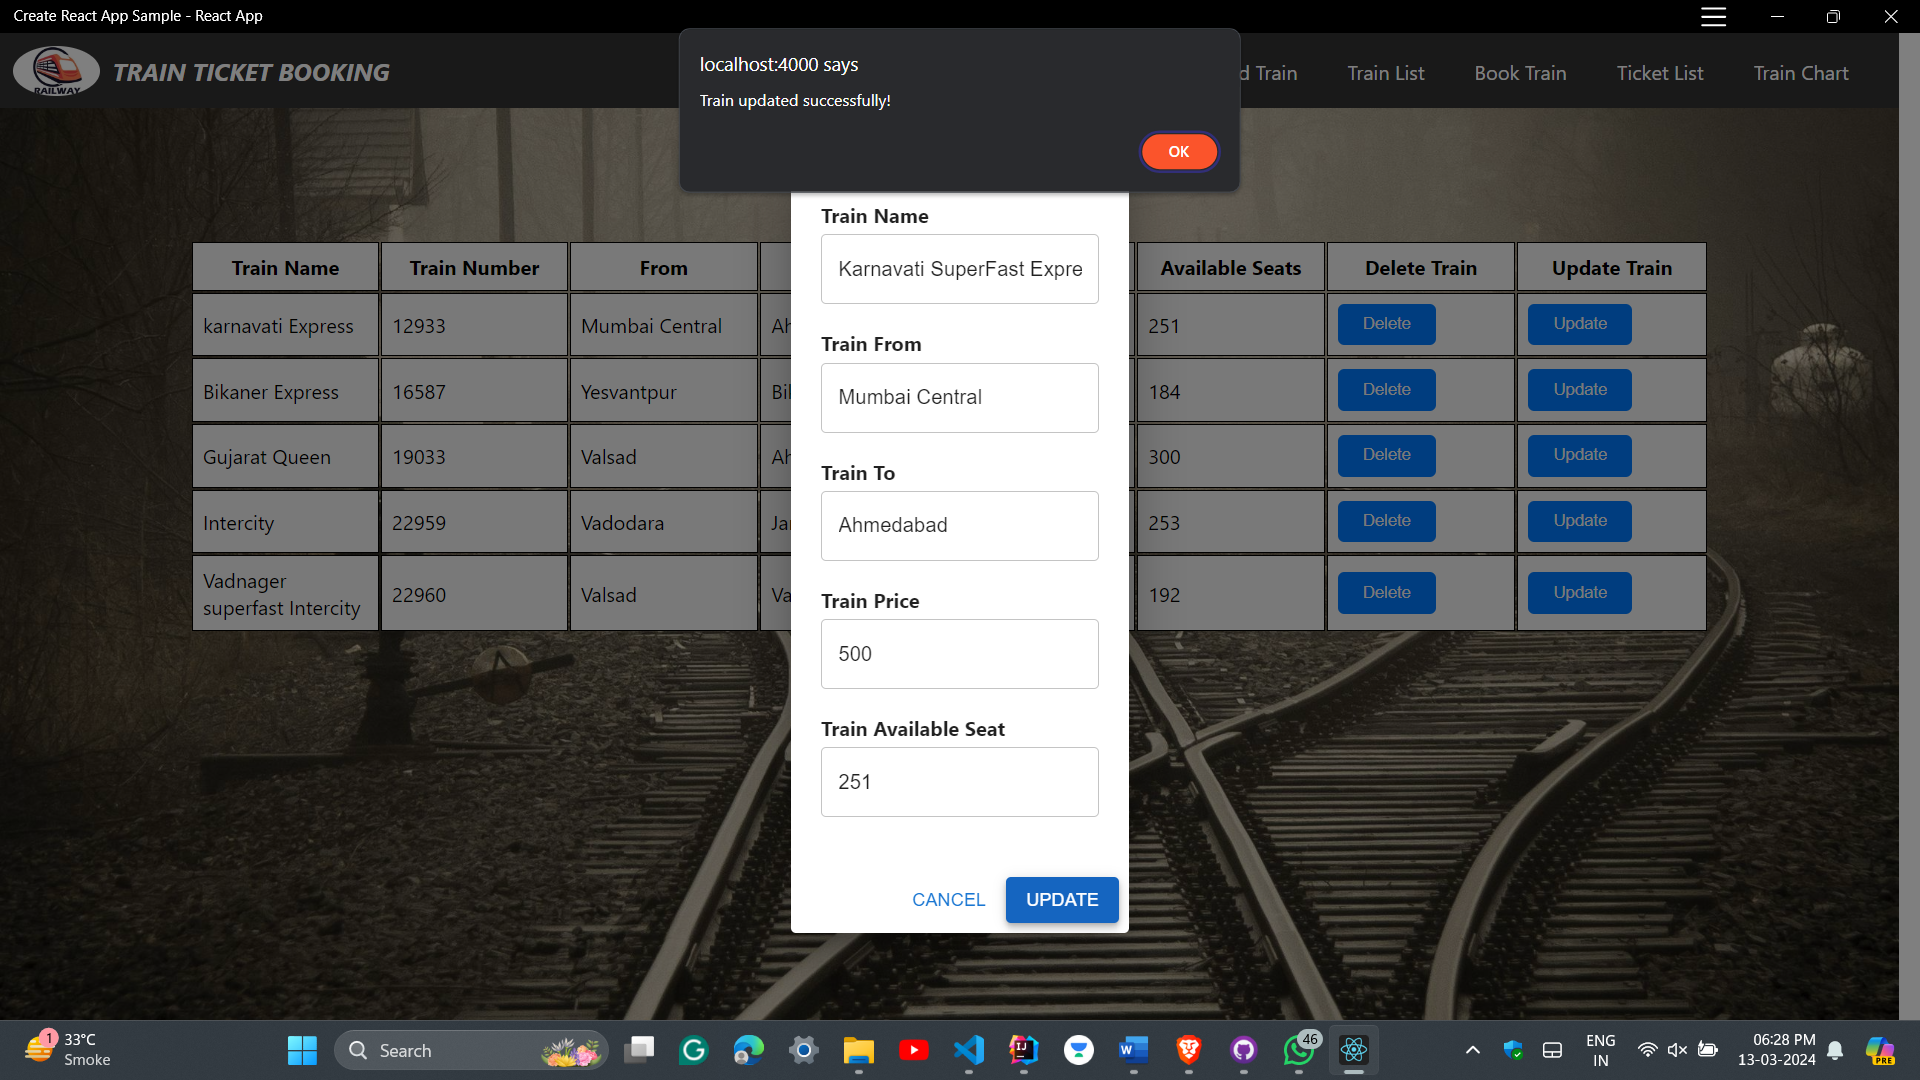 Create React App Sample - React App
RAILWAY
TRAIN TICKET BOOKING
d Train
Train List
Book Train
Ticket List
Train Chart
localhost:4000 says
Train updated successfully!
OK
Train Name
Train Number
From
Available Seats
Delete Train
Update Train
karnavati Express
12933
Mumbai Central
Ah
251
Delete
Update
Bikaner Express
16587
Yesvantpur
Bi
184
Delete
Update
Gujarat Queen
19033
Valsad
Ah
300
Delete
Update
Intercity
22959
Vadodara
Ja
253
Delete
Update
Vadnager
superfast Intercity
22960
Valsad
Va
192
Delete
Update
Train Name
Karnavati SuperFast Expre
Train From
Mumbai Central
Train To
Ahmedabad
Train Price
500
Train Available Seat
251
CANCEL
UPDATE
1
33°C
Smoke
Search
46
ENG
IN
06:28 PM
13-03-2024
PRE